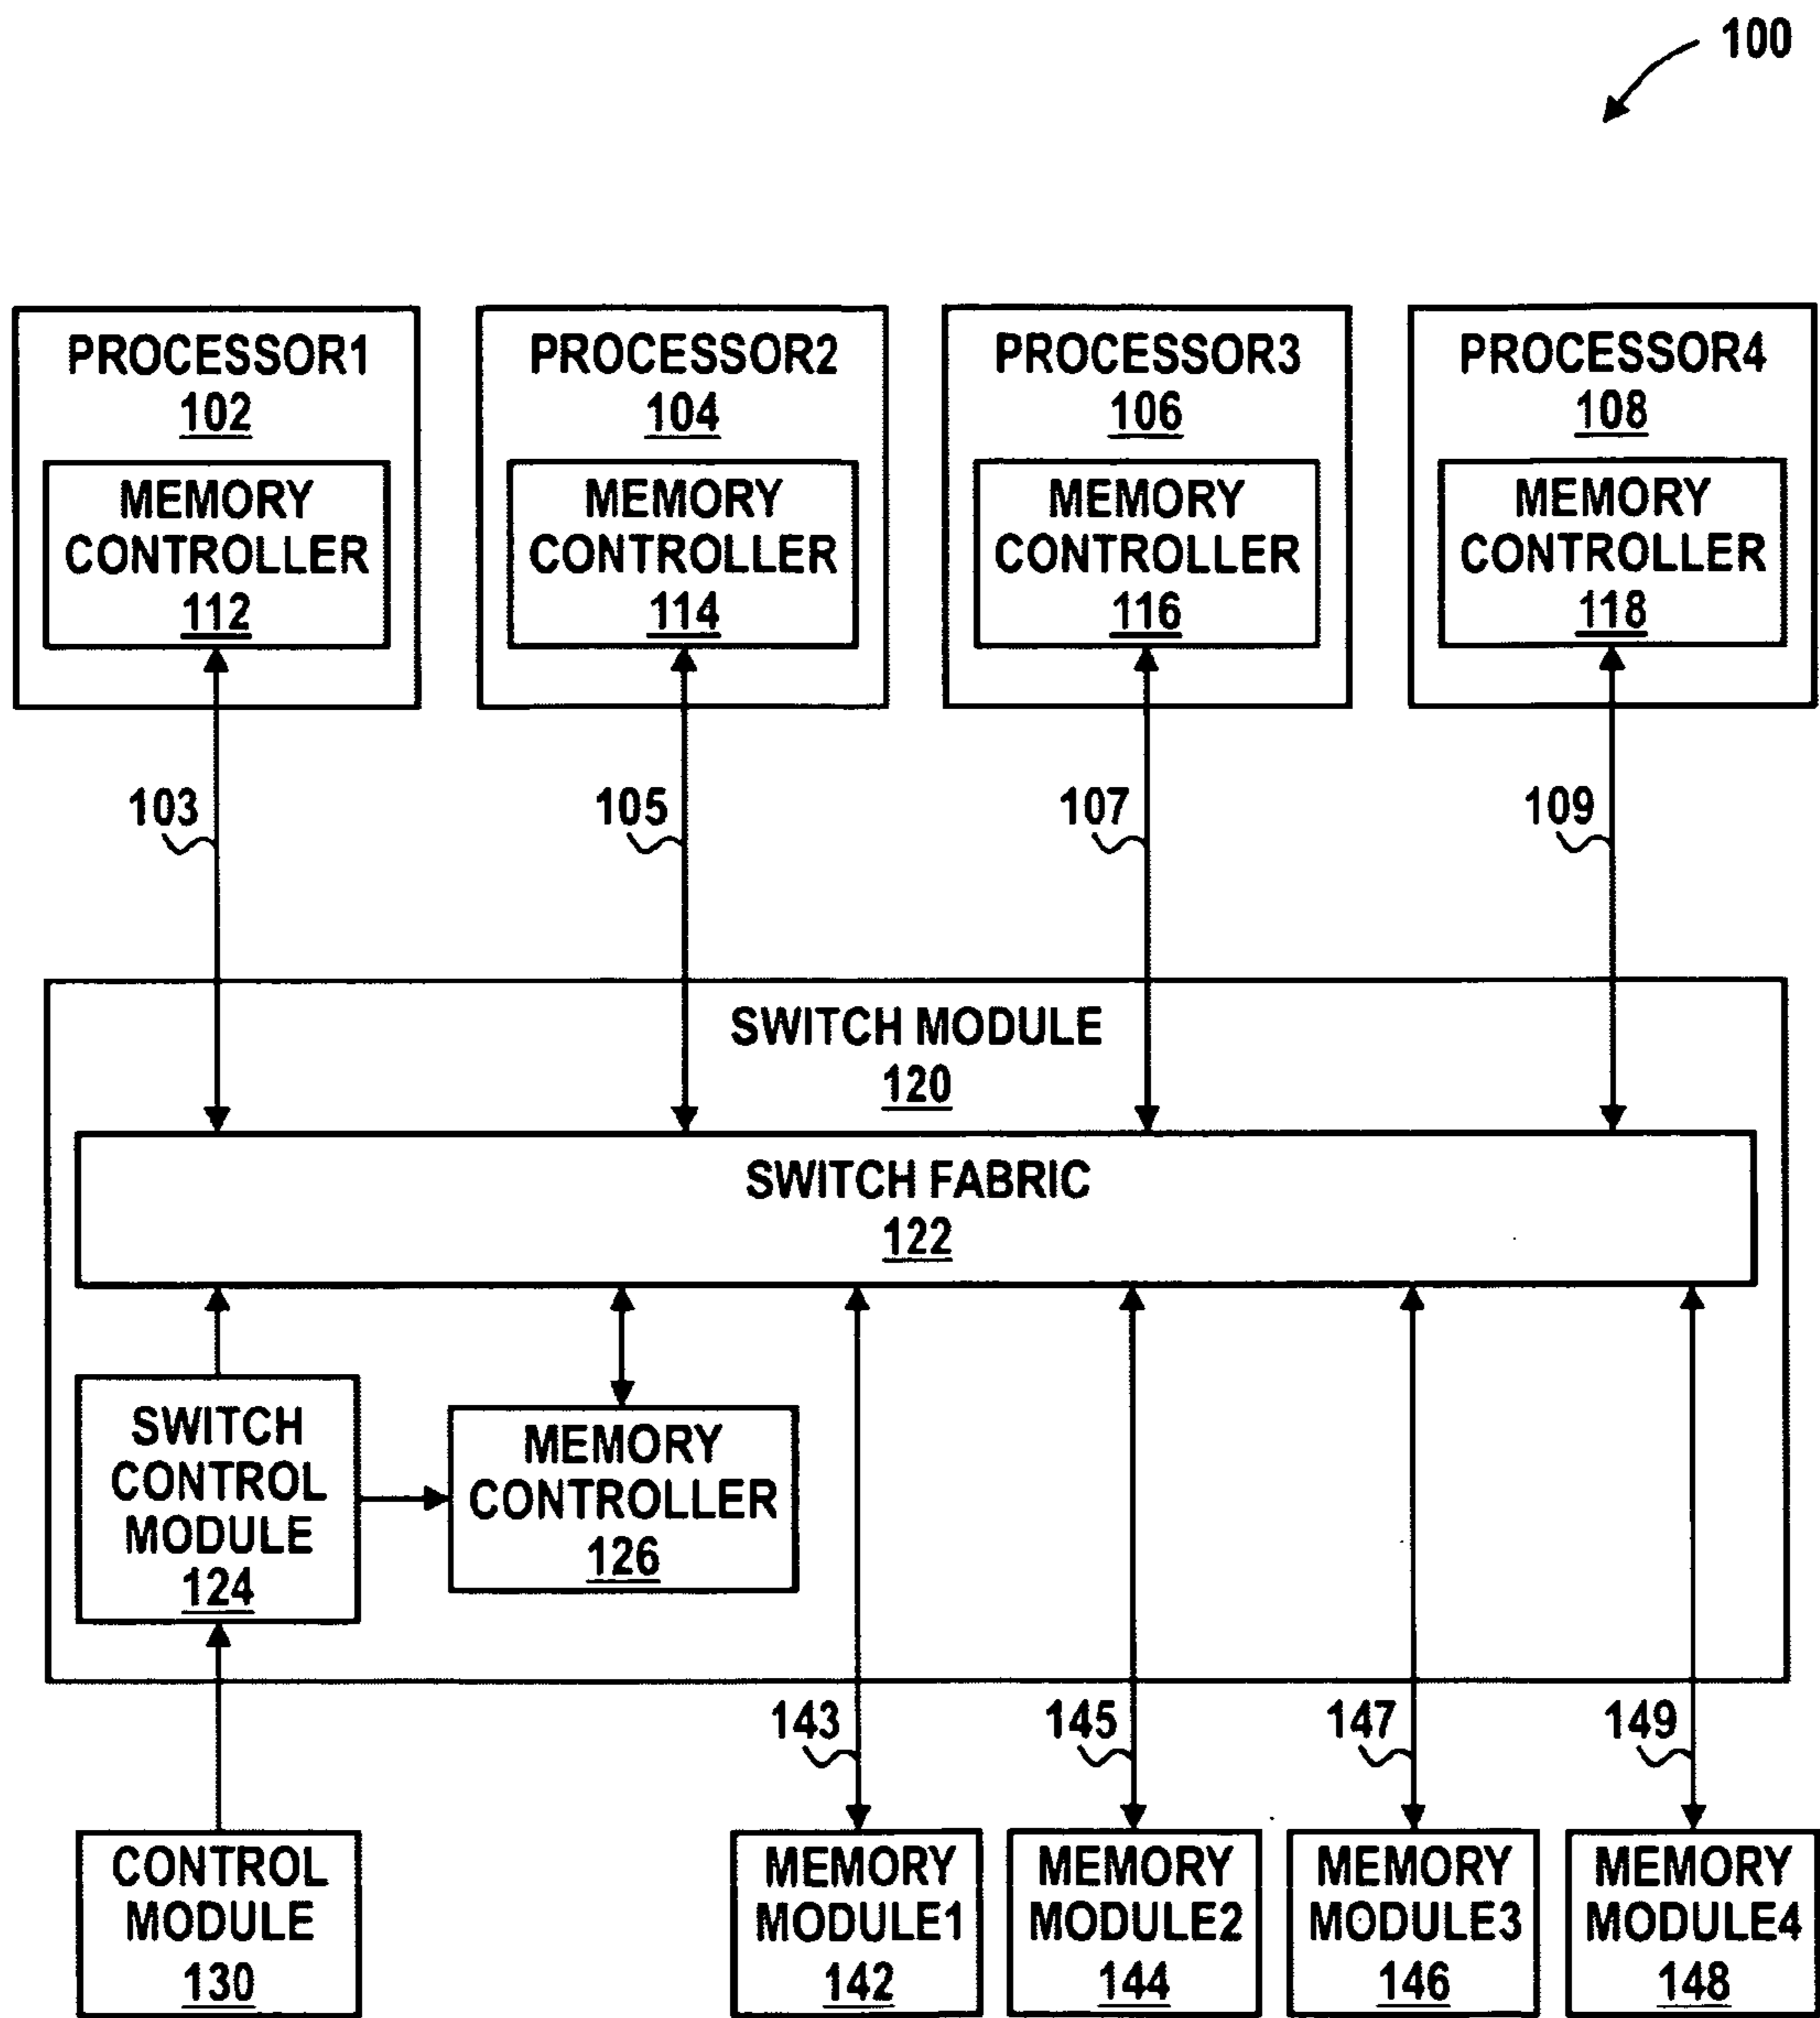 100
PROCESSOR1
102
MEMORY
CONTROLLER
112
PROCESSOR2
104
MEMORY
CONTROLLER
114
PROCESSOR3
106
MEMORY
CONTROLLER
116
PROCESSOR4
108
MEMORY
CONTROLLER
118
103
105
107
109
SWITCH MODULE
120
SWITCH FABRIC
122
SWITCH
CONTROL
MODULE
124
MEMORY
CONTROLLER
126
143
145
147
149
CONTROL
MODULE
130
MEMORY
MODULE1
142
MEMORY
MODULE2
144
MEMORY
MODULE3
146
MEMORY
MODULE4
148